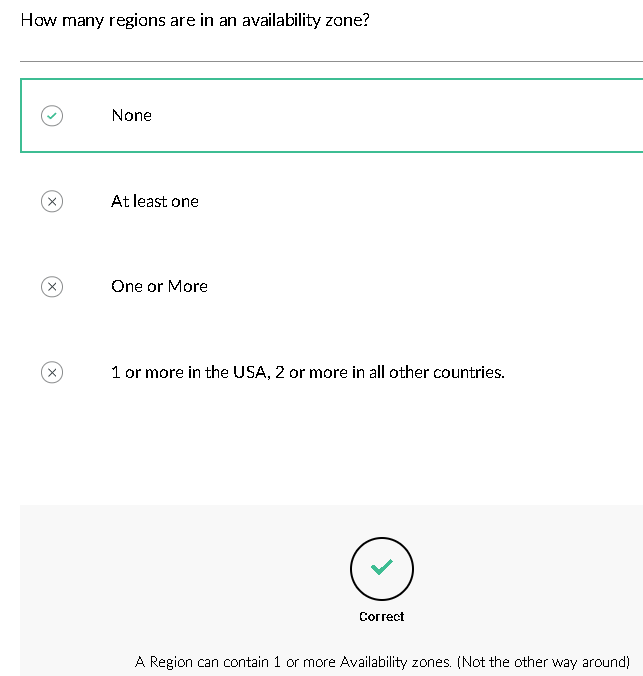 How many regions are in an availability zone?
None
At least one
One or More
1 or more in the USA, 2 or more in all other countries.
Correct
A Region can contain 1 or more Availability zones. (Not the other way around)